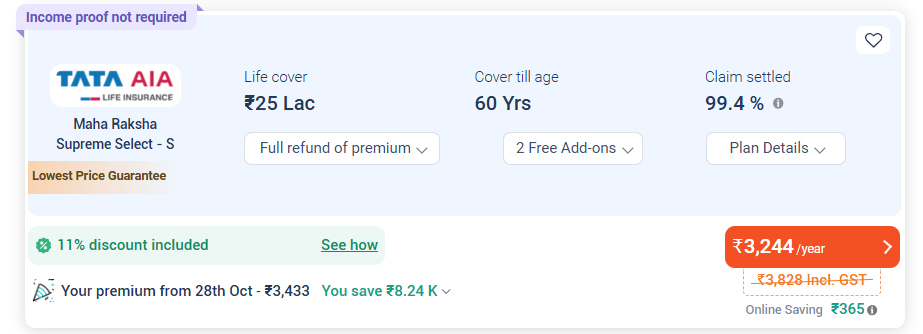 Income proof not required
TATA AIA
LIFE INSURANCE
Maha Raksha
Supreme Select - S
Lowest Price Guarantee
Life cover
₹25 Lac
Full refund of premium
Cover till age
60 Yrs
2 Free Add-ons
Claim settled
99.4 %
Plan Details
11% discount included
See how
₹3,244 /year
₹3,828 Incl. GST
Your premium from 28th Oct - ₹3,433 You save ₹8.24 K
Online Saving ₹365